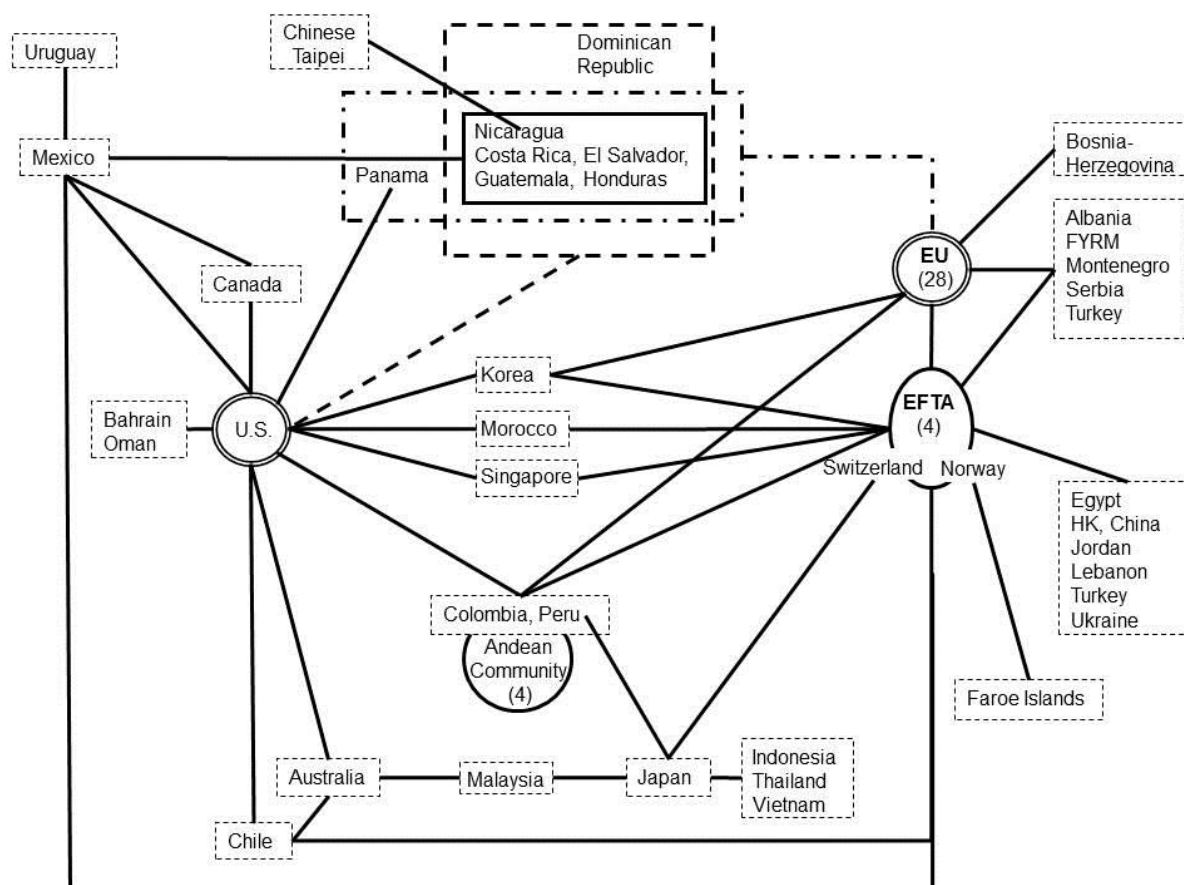 Uruguay
Chinese
Taipei
Dominican
Republic
Mexico
Nicaragua
Costa Rica, El Salvador,
Guatemala, Honduras
Panama
Bosnia-
Herzegovina
Albania
FYRM
Montenegro
Serbia
Turkey
EU
(28)
Canada
Korea
EFTA
(4)
Bahrain
Oman
U.S.
Morocco
Singapore
Switzerland
Norway
Egypt
HK, China
Jordan
Lebanon
Turkey
Ukraine
Colombia, Peru
Andean
Community
(4)
Faroe Islands
Australia
Malaysia
Japan
Indonesia
Thailand
Vietnam
Chile